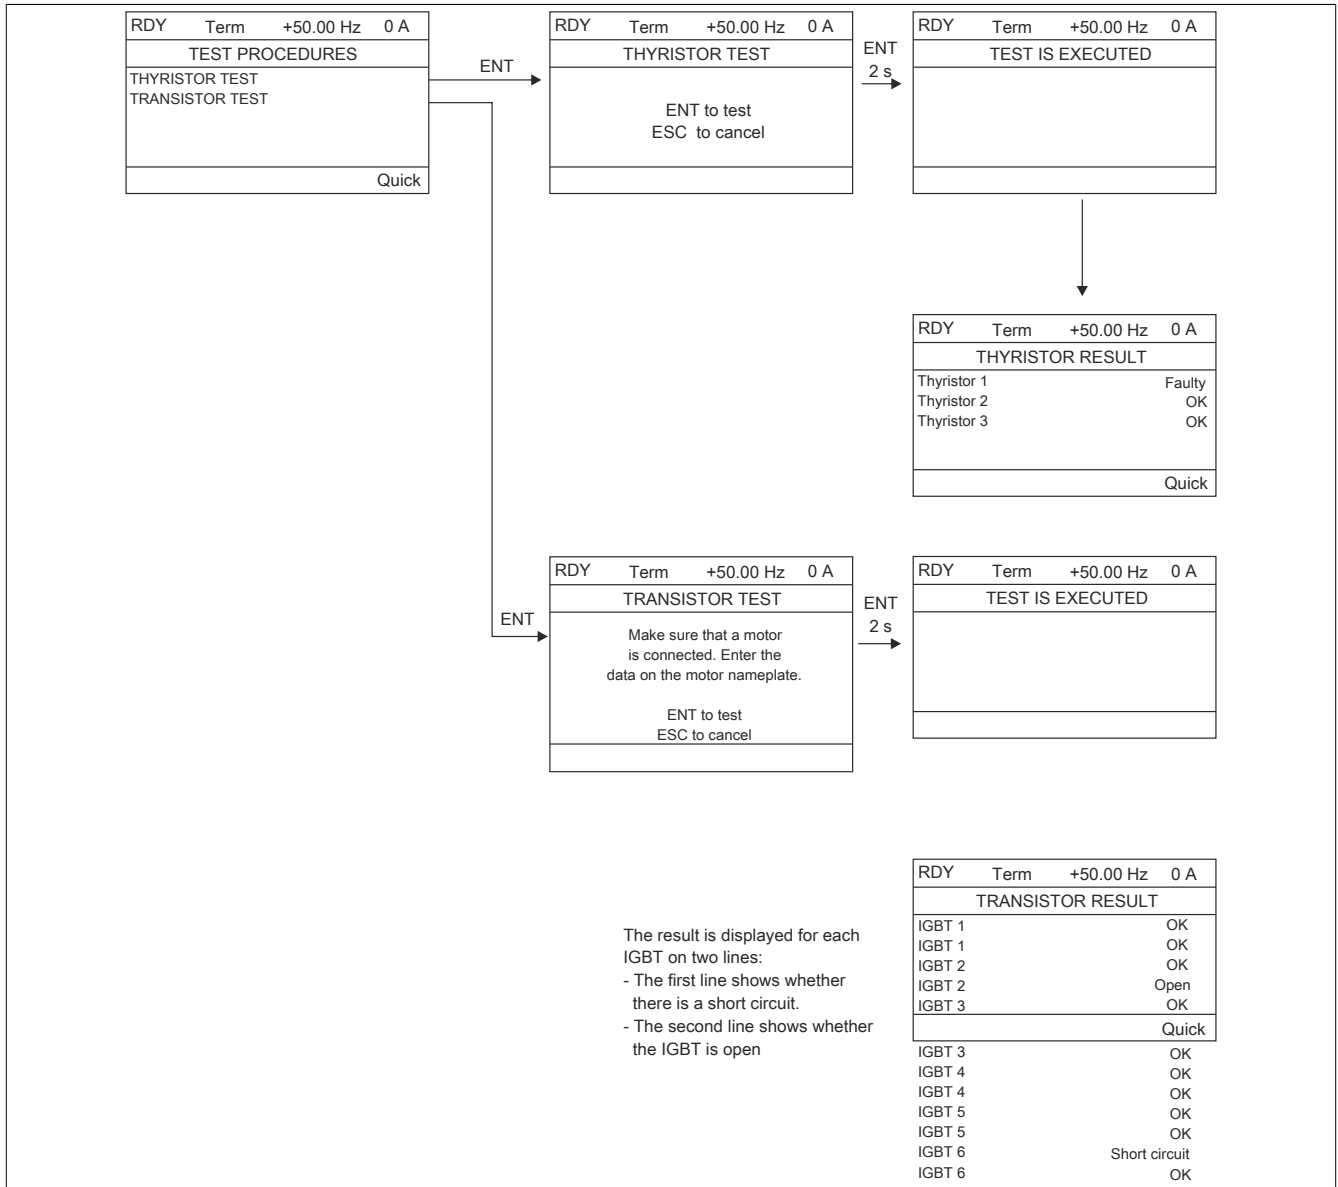 RDY Term +50.00 Hz 0 A
TEST PROCEDURES
THYRISTOR TEST
TRANSISTOR TEST
Quick
ENT
RDY Term +50.00 Hz 0 A
THYRISTOR TEST
ENT to test
ESC to cancel
ENT
2 s
RDY Term +50.00 Hz 0 A
TEST IS EXECUTED
RDY Term +50.00 Hz 0 A
THYRISTOR RESULT
Thyristor 1 Faulty
Thyristor 2 OK
Thyristor 3 OK
Quick
ENT
RDY Term +50.00 Hz 0 A
TRANSISTOR TEST
Make sure that a motor
is connected. Enter the
data on the motor nameplate.
ENT to test
ESC to cancel
ENT
2 s
RDY Term +50.00 Hz 0 A
TEST IS EXECUTED
The result is displayed for each
IGBT on two lines:
- The first line shows whether
there is a short circuit.
- The second line shows whether
the IGBT is open
RDY Term +50.00 Hz 0 A
TRANSISTOR RESULT
IGBT 1 OK
IGBT 1 OK
IGBT 2 OK
IGBT 2 Open
IGBT 3 OK
Quick
IGBT 3 OK
IGBT 4 OK
IGBT 4 OK
IGBT 5 OK
IGBT 5 OK
IGBT 6 Short circuit
IGBT 6 OK